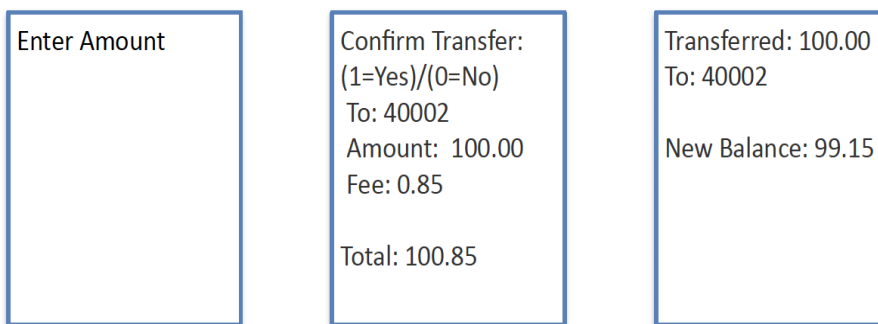 Enter Amount
Confirm Transfer:
(1=Yes)/(0=No)
To: 40002
Amount: 100.00
Fee: 0.85
Total: 100.85
Transferred: 100.00
To: 40002
New Balance: 99.15